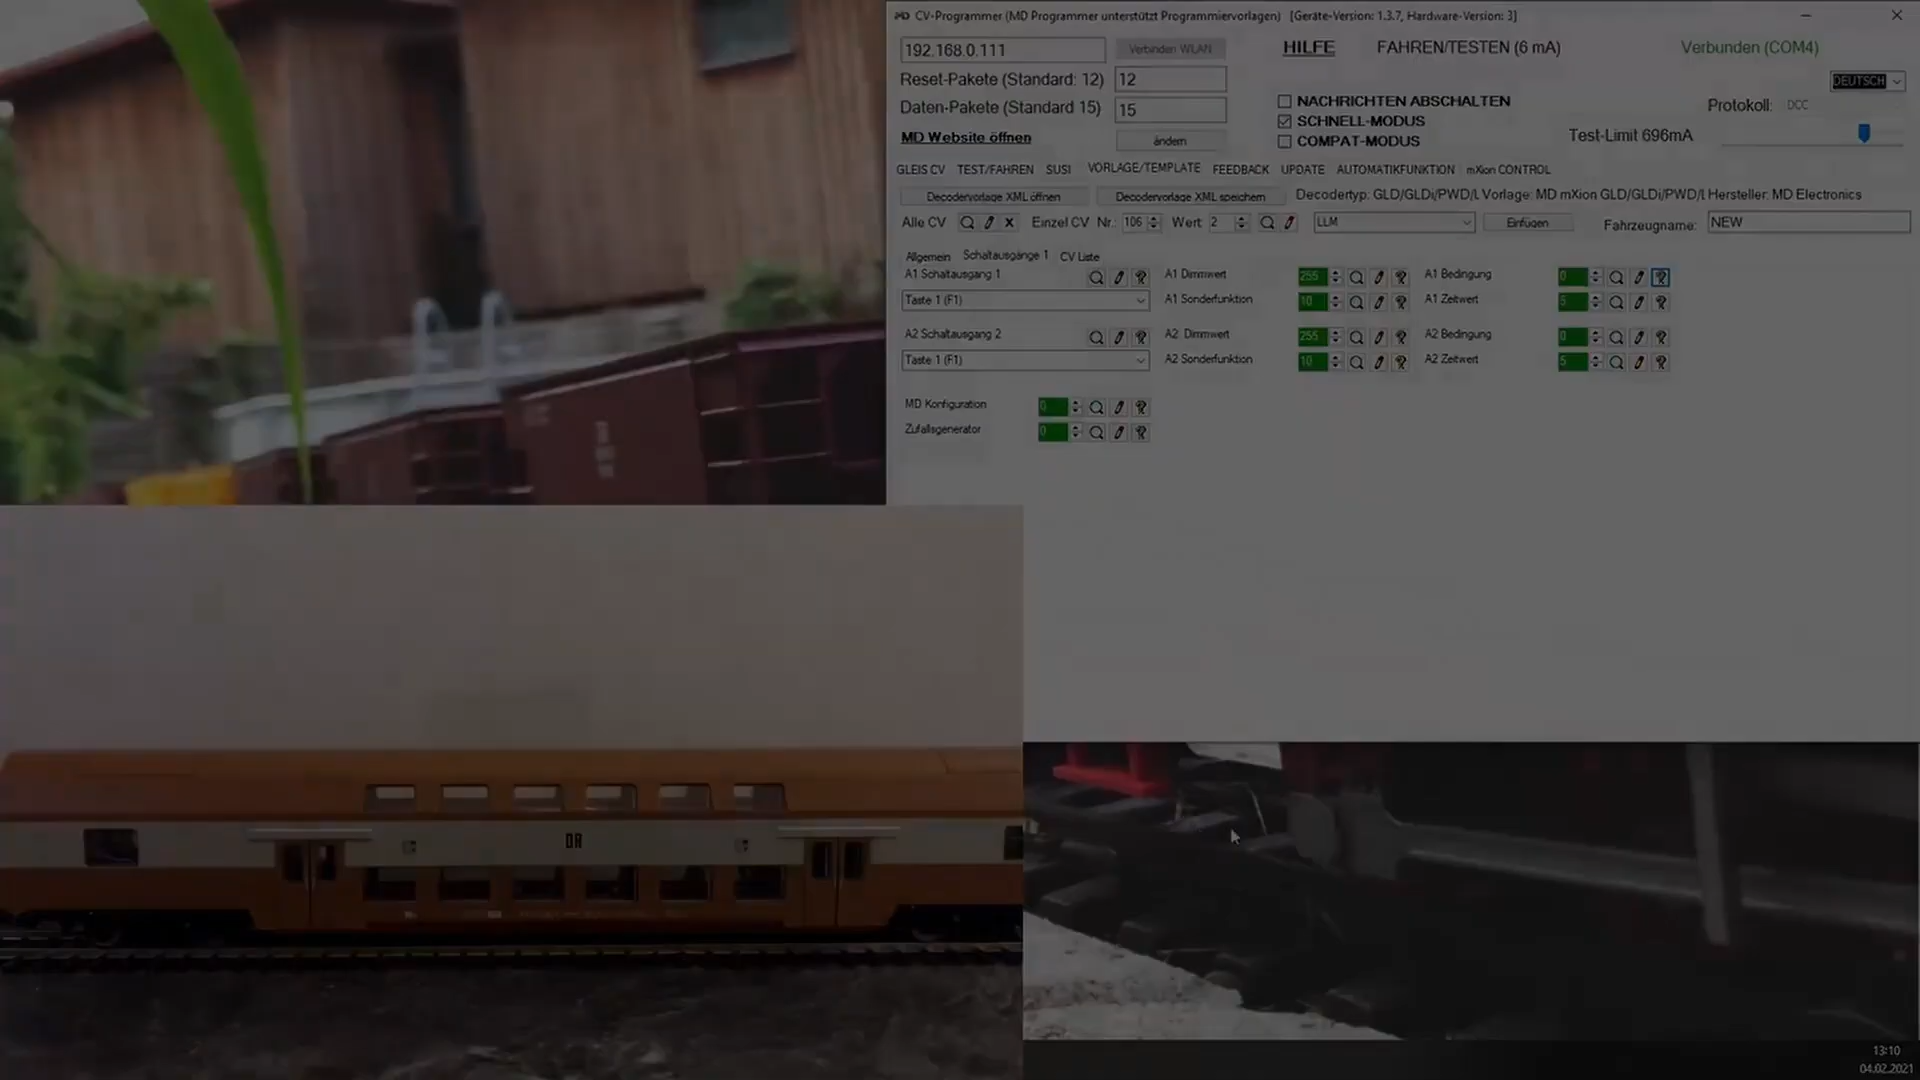 CV-Programmer (MD Programmer unterstützt Programmiervorlagen) [Geräte-Version: 1.3.7, Hardware-Version: 3]
192.168.0.111 Verbinden WLAN HILFE FAHREN/TESTEN (6 mA) Verbunden (COM4)
Reset-Pakete (Standard: 12) 12 DEUTSCH
Daten-Pakete (Standard 15) 15 NACHRICHTEN ABSCHALTEN Protokoll: DCC
SCHNELL-MODUS
MD Website öffnen ändern COMPAT-MODUS Test-Limit 696mA
GLEIS CV TEST/FAHREN SUSI VORLAGE/TEMPLATE FEEDBACK UPDATE AUTOMATIKFUNKTION mXion CONTROL
Decodervorlage XML öffnen Decodervorlage XML speichern Decodertyp: GLD/GLDi/PWD/L Vorlage: MD mXion GLD/GLDi/PWD/L Hersteller: MD Electronics
Alle CV Einzel CV Nr.: 106 Wert: 2 LLM Einfügen Fahrzeugname: NEW
Allgemein Schaltausgänge 1 CV Liste
A1 Schaltausgang 1 A1 Dimmwert 255 A1 Bedingung 0
Taste 1 (F1) A1 Sonderfunktion 10 A1 Zeitwert 5
A2 Schaltausgang 2 A2 Dimmwert 255 A2 Bedingung 0
Taste 1 (F1) A2 Sonderfunktion 10 A2 Zeitwert 5
MD Konfiguration 0
Zufallsgenerator 0
DR
13:10
04.02.2021